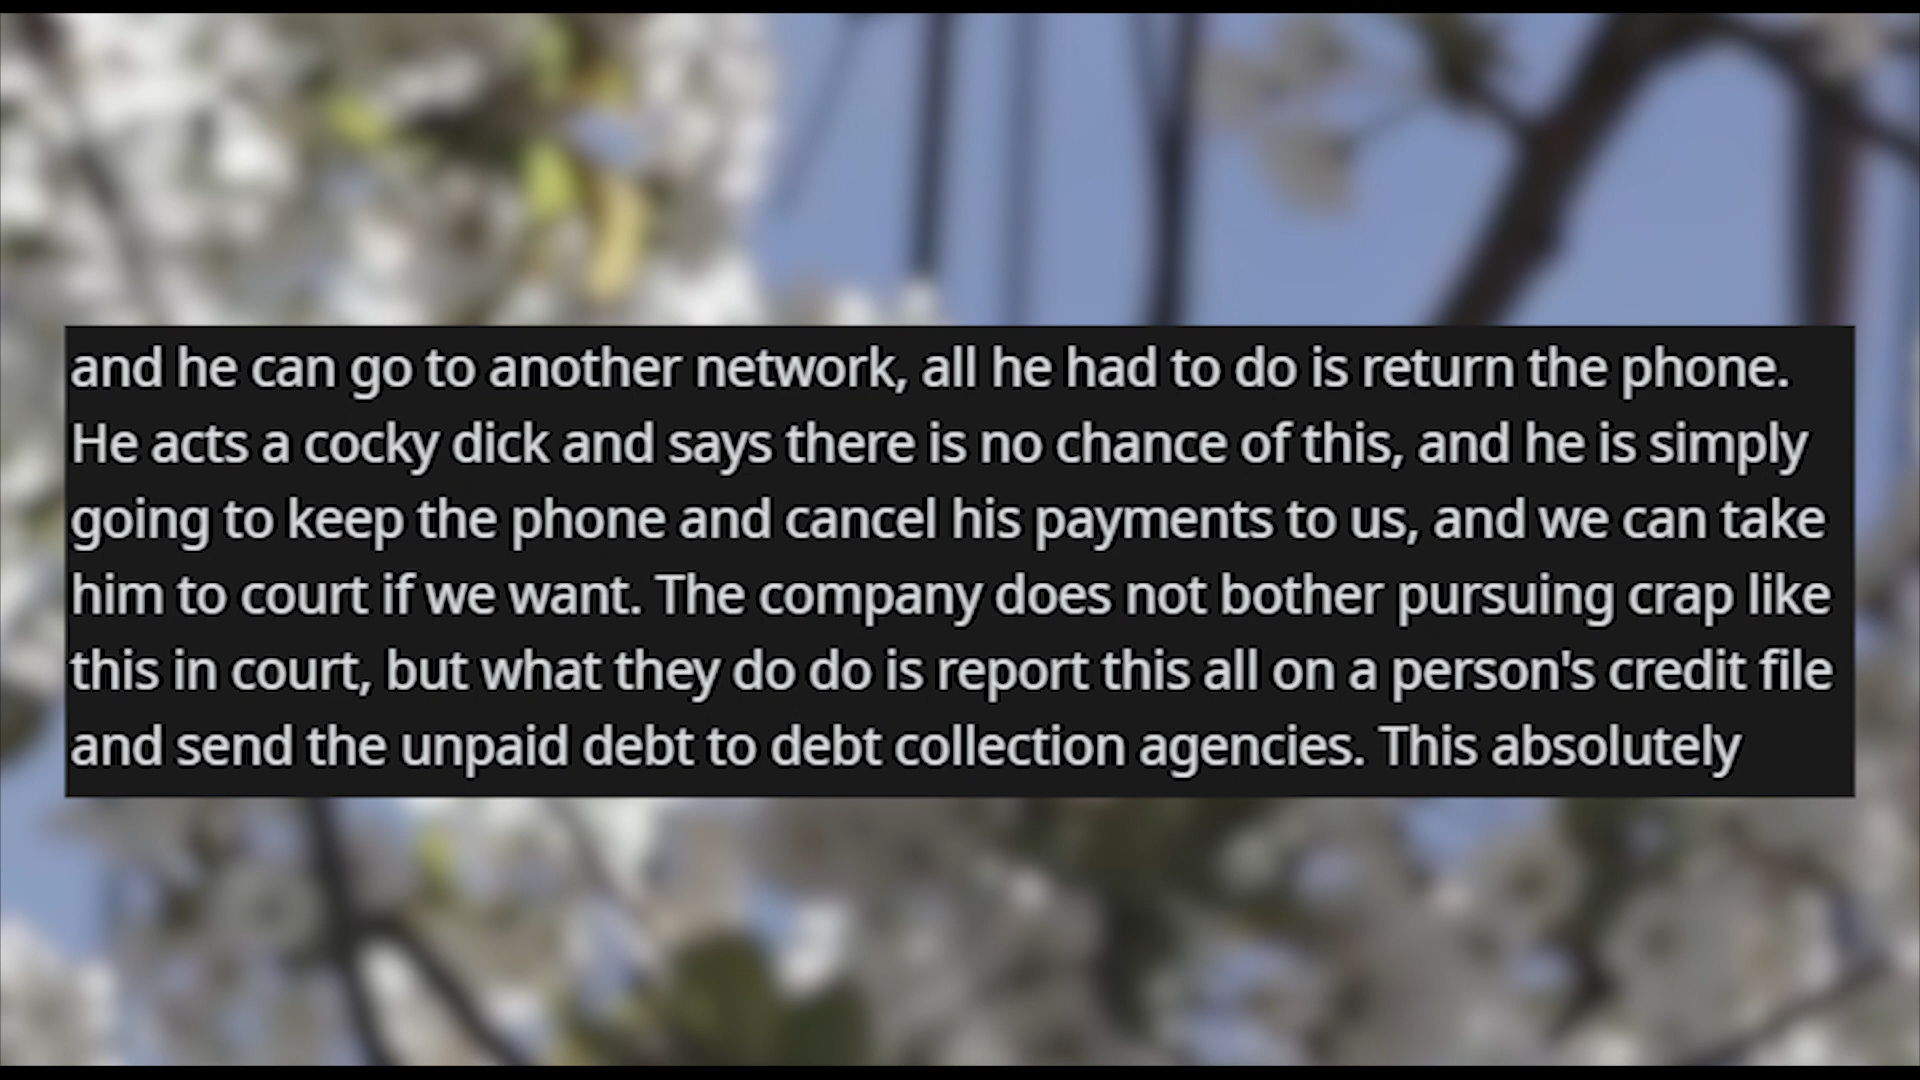 and he can go to another network, all he had to do is return the phone.
He acts a cocky dick and says there is no chance of this, and he is simply
going to keep the phone and cancel his payments to us, and we can take
him to court if we want. The company does not bother pursuing crap like
this in court, but what they do do is report this all on a person's credit file
and send the unpaid debt to debt collection agencies. This absolutely